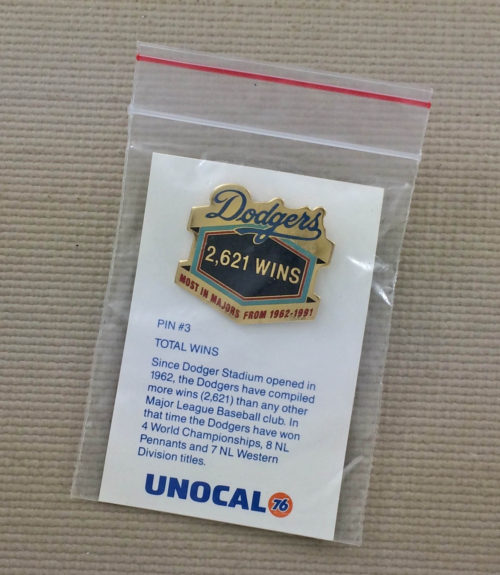 Dodgers
2,621 WINS
MOST IN MAJORS FROM 1962-1991
PIN #3
TOTAL WINS
Since Dodger Stadium opened in
1962, the Dodgers have compiled
more wins (2,621) than any other
Major League Baseball club. In
that time the Dodgers have won
4 World Championships, 8 NL
Pennants and 7 NL Western
Division titles.
UNOCAL 76